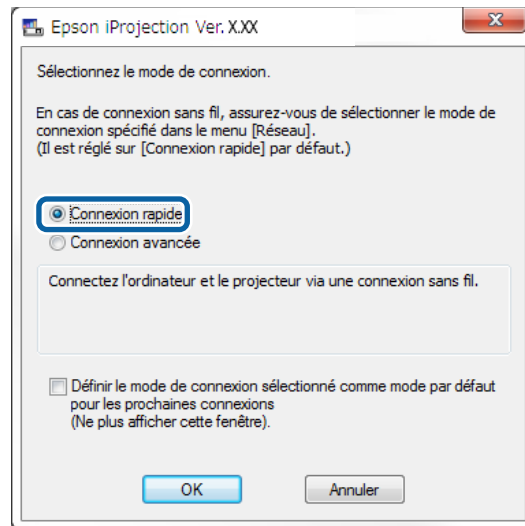 Epson iProjection Ver. X.XX
Sélectionnez le mode de connexion.
En cas de connexion sans fil, assurez-vous de sélectionner le mode de
connexion spécifié dans le menu [Réseau].
(Il est réglé sur [Connexion rapide] par défaut.)
Connexion rapide
Connexion avancée
Connectez l'ordinateur et le projecteur via une connexion sans fil.
Définir le mode de connexion sélectionné comme mode par défaut
pour les prochaines connexions
(Ne plus afficher cette fenêtre).
OK Annuler